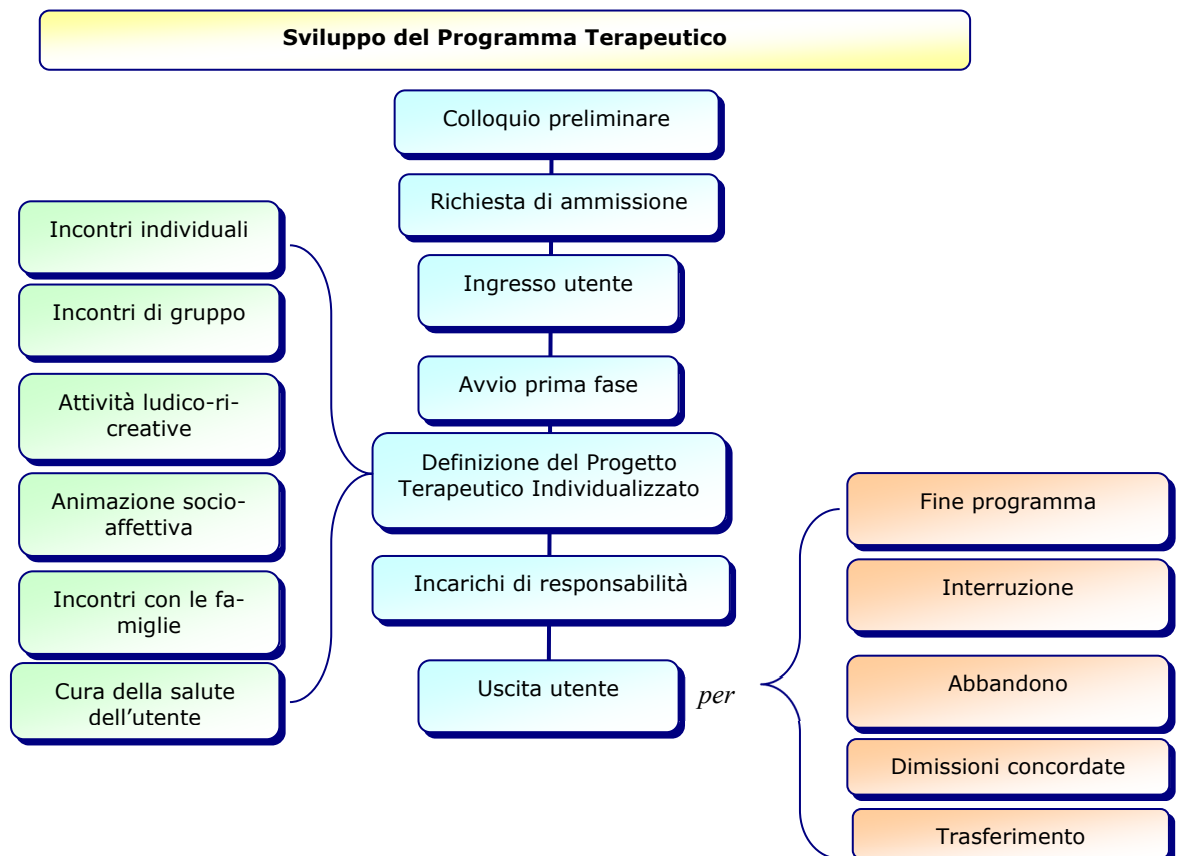 Sviluppo del Programma Terapeutico
Colloquio preliminare
Richiesta di ammissione
Ingresso utente
Avvio prima fase
Definizione del Progetto
Terapeutico Individualizzato
Incarichi di responsabilità
Uscita utente
per
Incontri individuali
Incontri di gruppo
Attività ludico-ri-
creative
Animazione socio-
affettiva
Incontri con le fa-
miglie
Cura della salute
dell’utente
Fine programma
Interruzione
Abbandono
Dimissioni concordate
Trasferimento